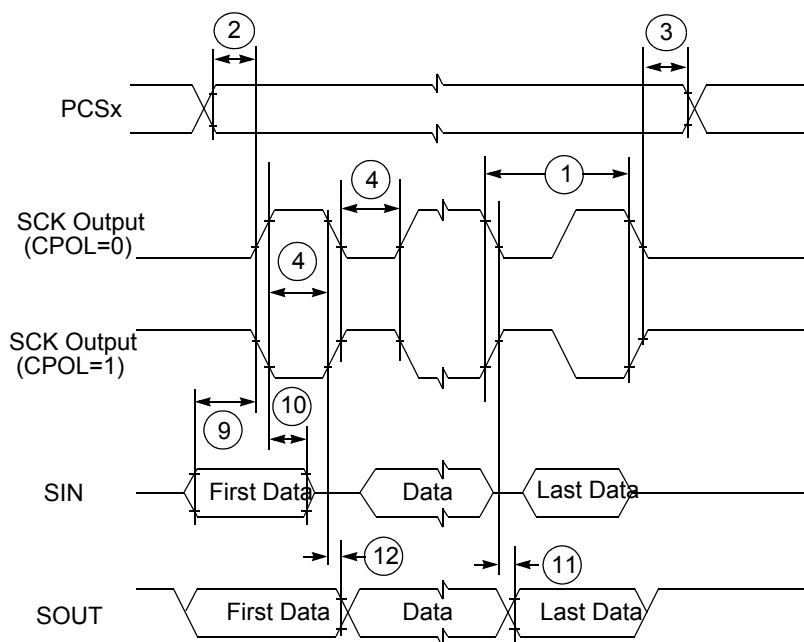 2
3
PCSx
4
1
SCK Output
(CPOL=0)
4
SCK Output
(CPOL=1)
9
10
SIN
First Data
Data
Last Data
12
11
SOUT
First Data
Data
Last Data